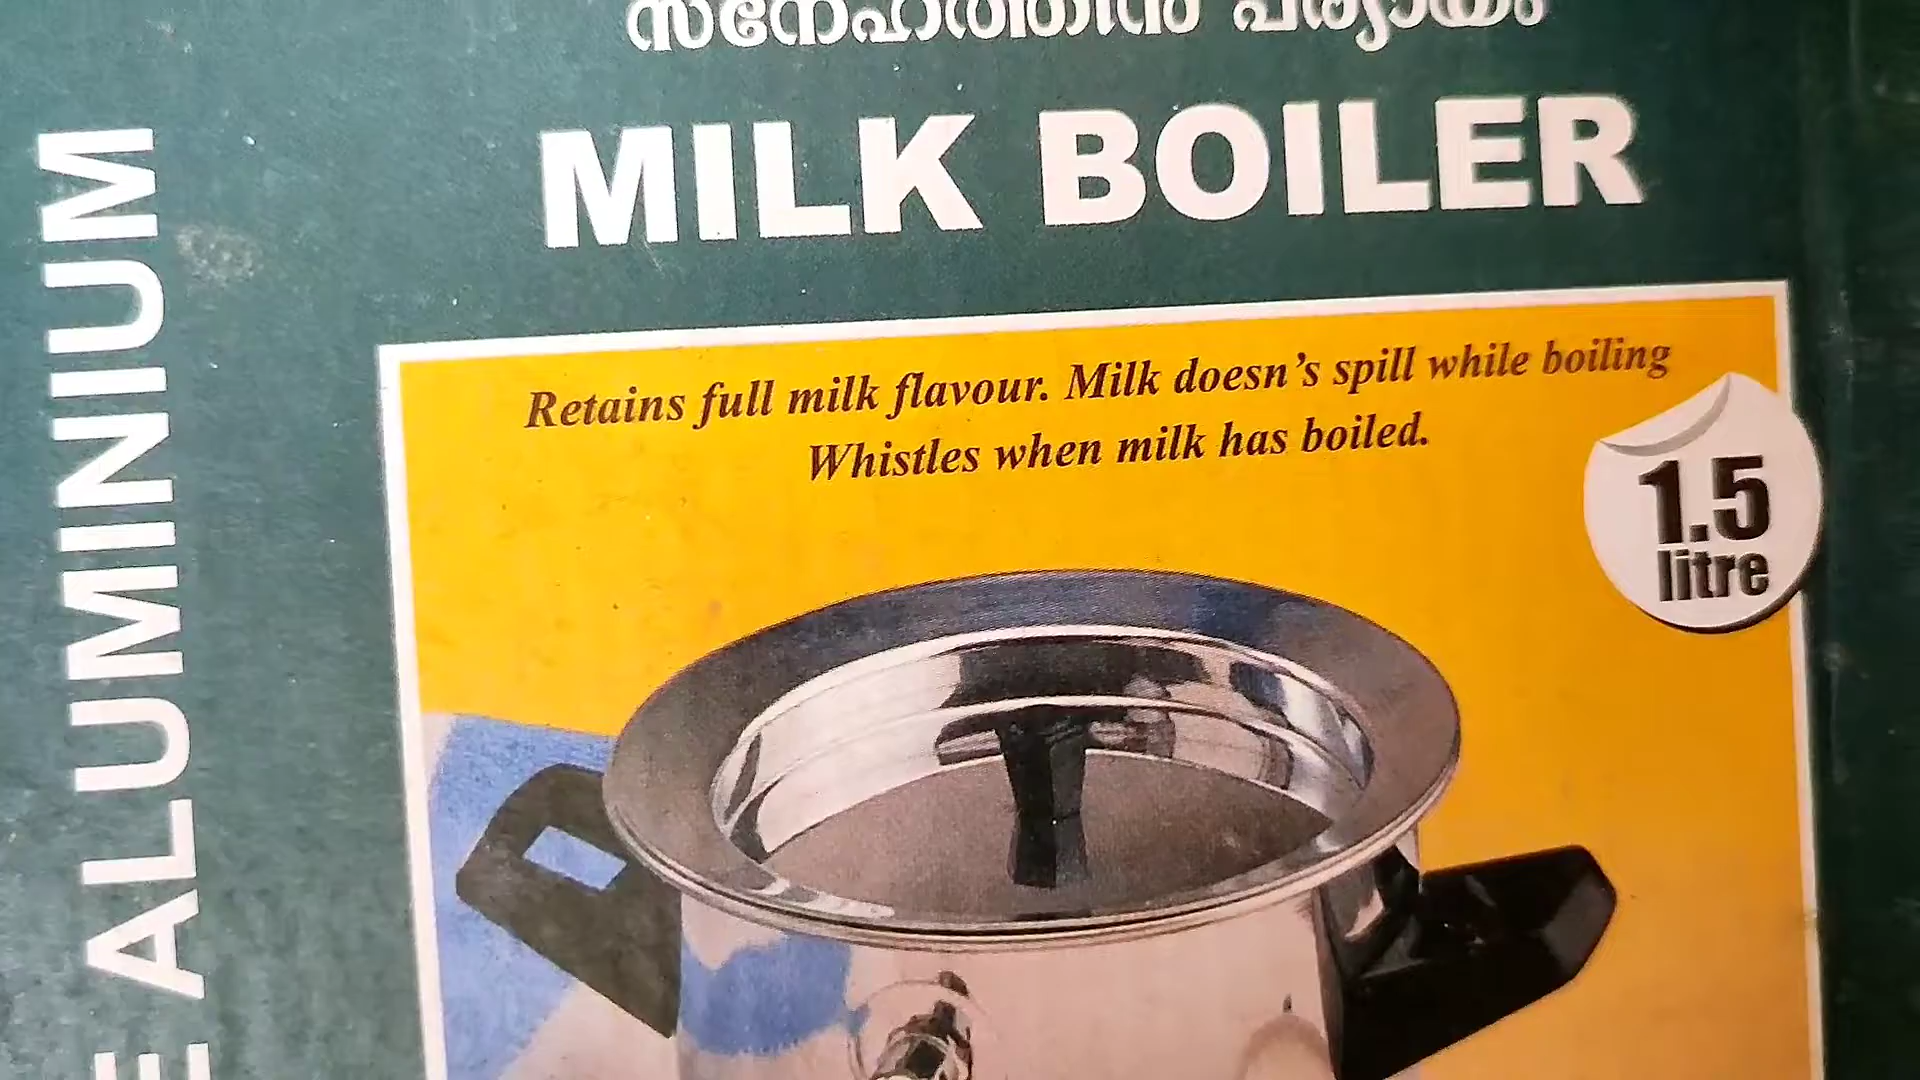 സ്നേഹത്തിൻ പര്യായം
MILK BOILER
Retains full milk flavour. Milk doesn’s spill while boiling
Whistles when milk has boiled.
1.5
litre
ALUMINIUM